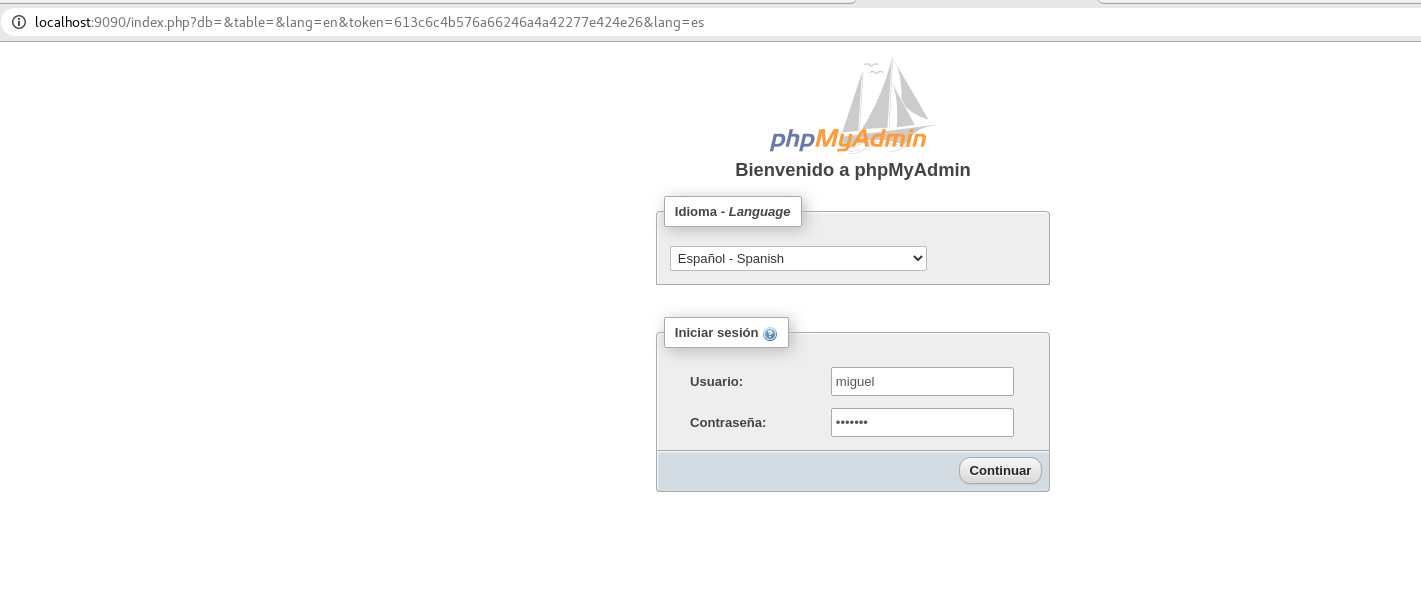 localhost:9090/index.php?db=&table=&lang=en&token=613c6c4b576a66246a4a42277e424e26&lang=es
phpMyAdmin
Bienvenido a phpMyAdmin
Idioma - Language
Español - Spanish
Iniciar sesión
Usuario: miguel
Contraseña: •••••••
Continuar